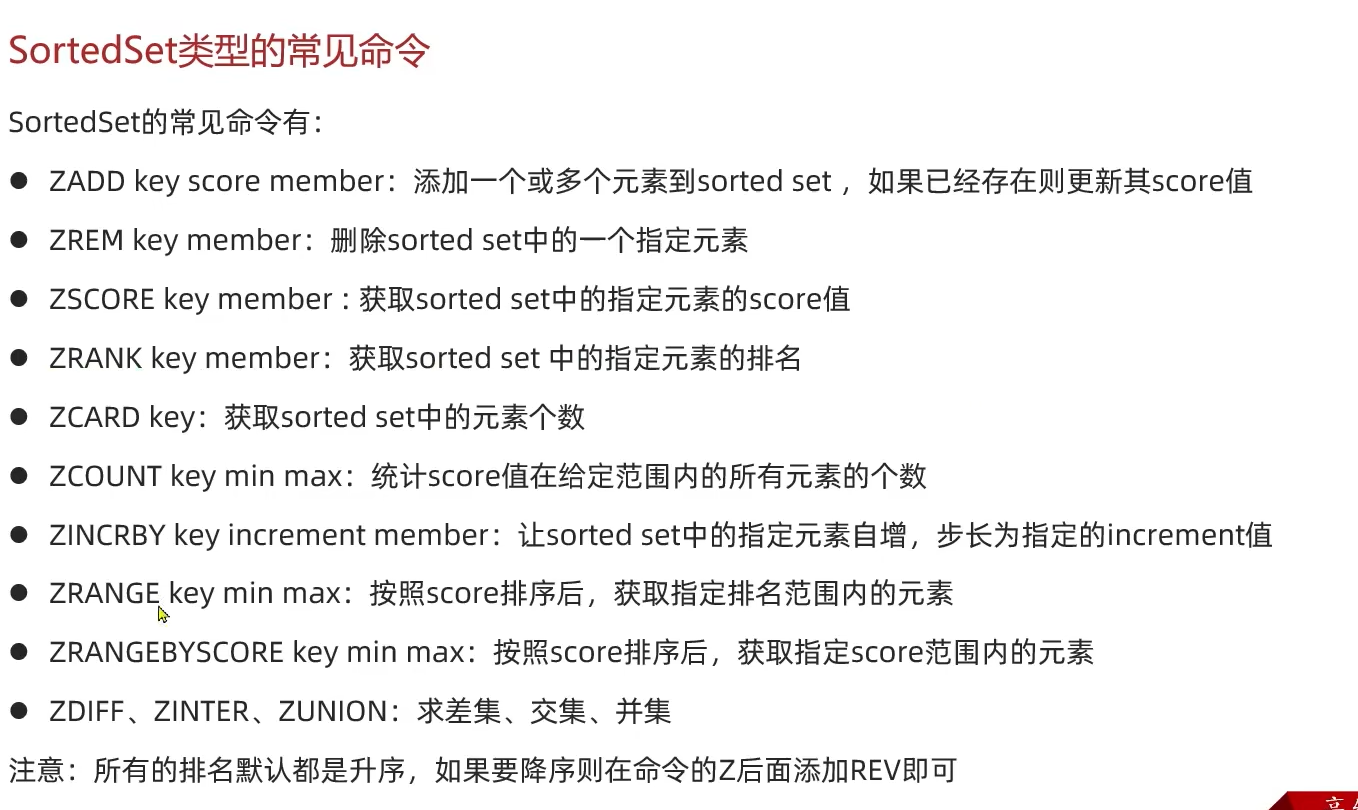 SortedSet类型的常见命令
SortedSet的常见命令有：
● ZADD key score member：添加一个或多个元素到sorted set ，如果已经存在则更新其score值
● ZREM key member：删除sorted set中的一个指定元素
● ZSCORE key member : 获取sorted set中的指定元素的score值
● ZRANK key member：获取sorted set 中的指定元素的排名
● ZCARD key：获取sorted set中的元素个数
● ZCOUNT key min max：统计score值在给定范围内的所有元素的个数
● ZINCRBY key increment member：让sorted set中的指定元素自增，步长为指定的increment值
● ZRANGE key min max：按照score排序后，获取指定排名范围内的元素
● ZRANGEBYSCORE key min max：按照score排序后，获取指定score范围内的元素
● ZDIFF、ZINTER、ZUNION：求差集、交集、并集
注意：所有的排名默认都是升序，如果要降序则在命令的Z后面添加REV即可